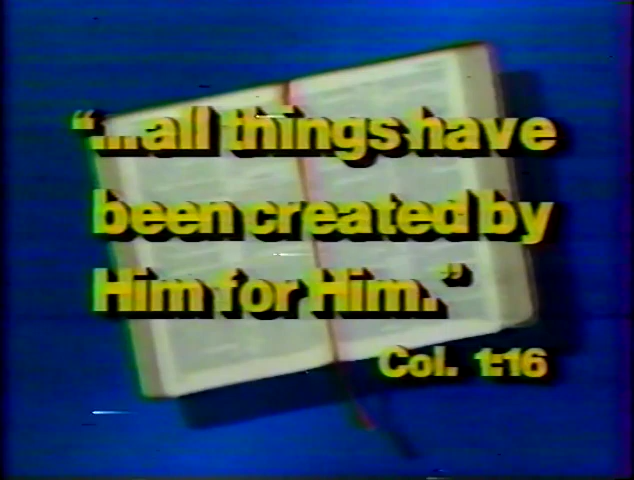 “...all things have
been created by
Him for Him.”
Col. 1:16